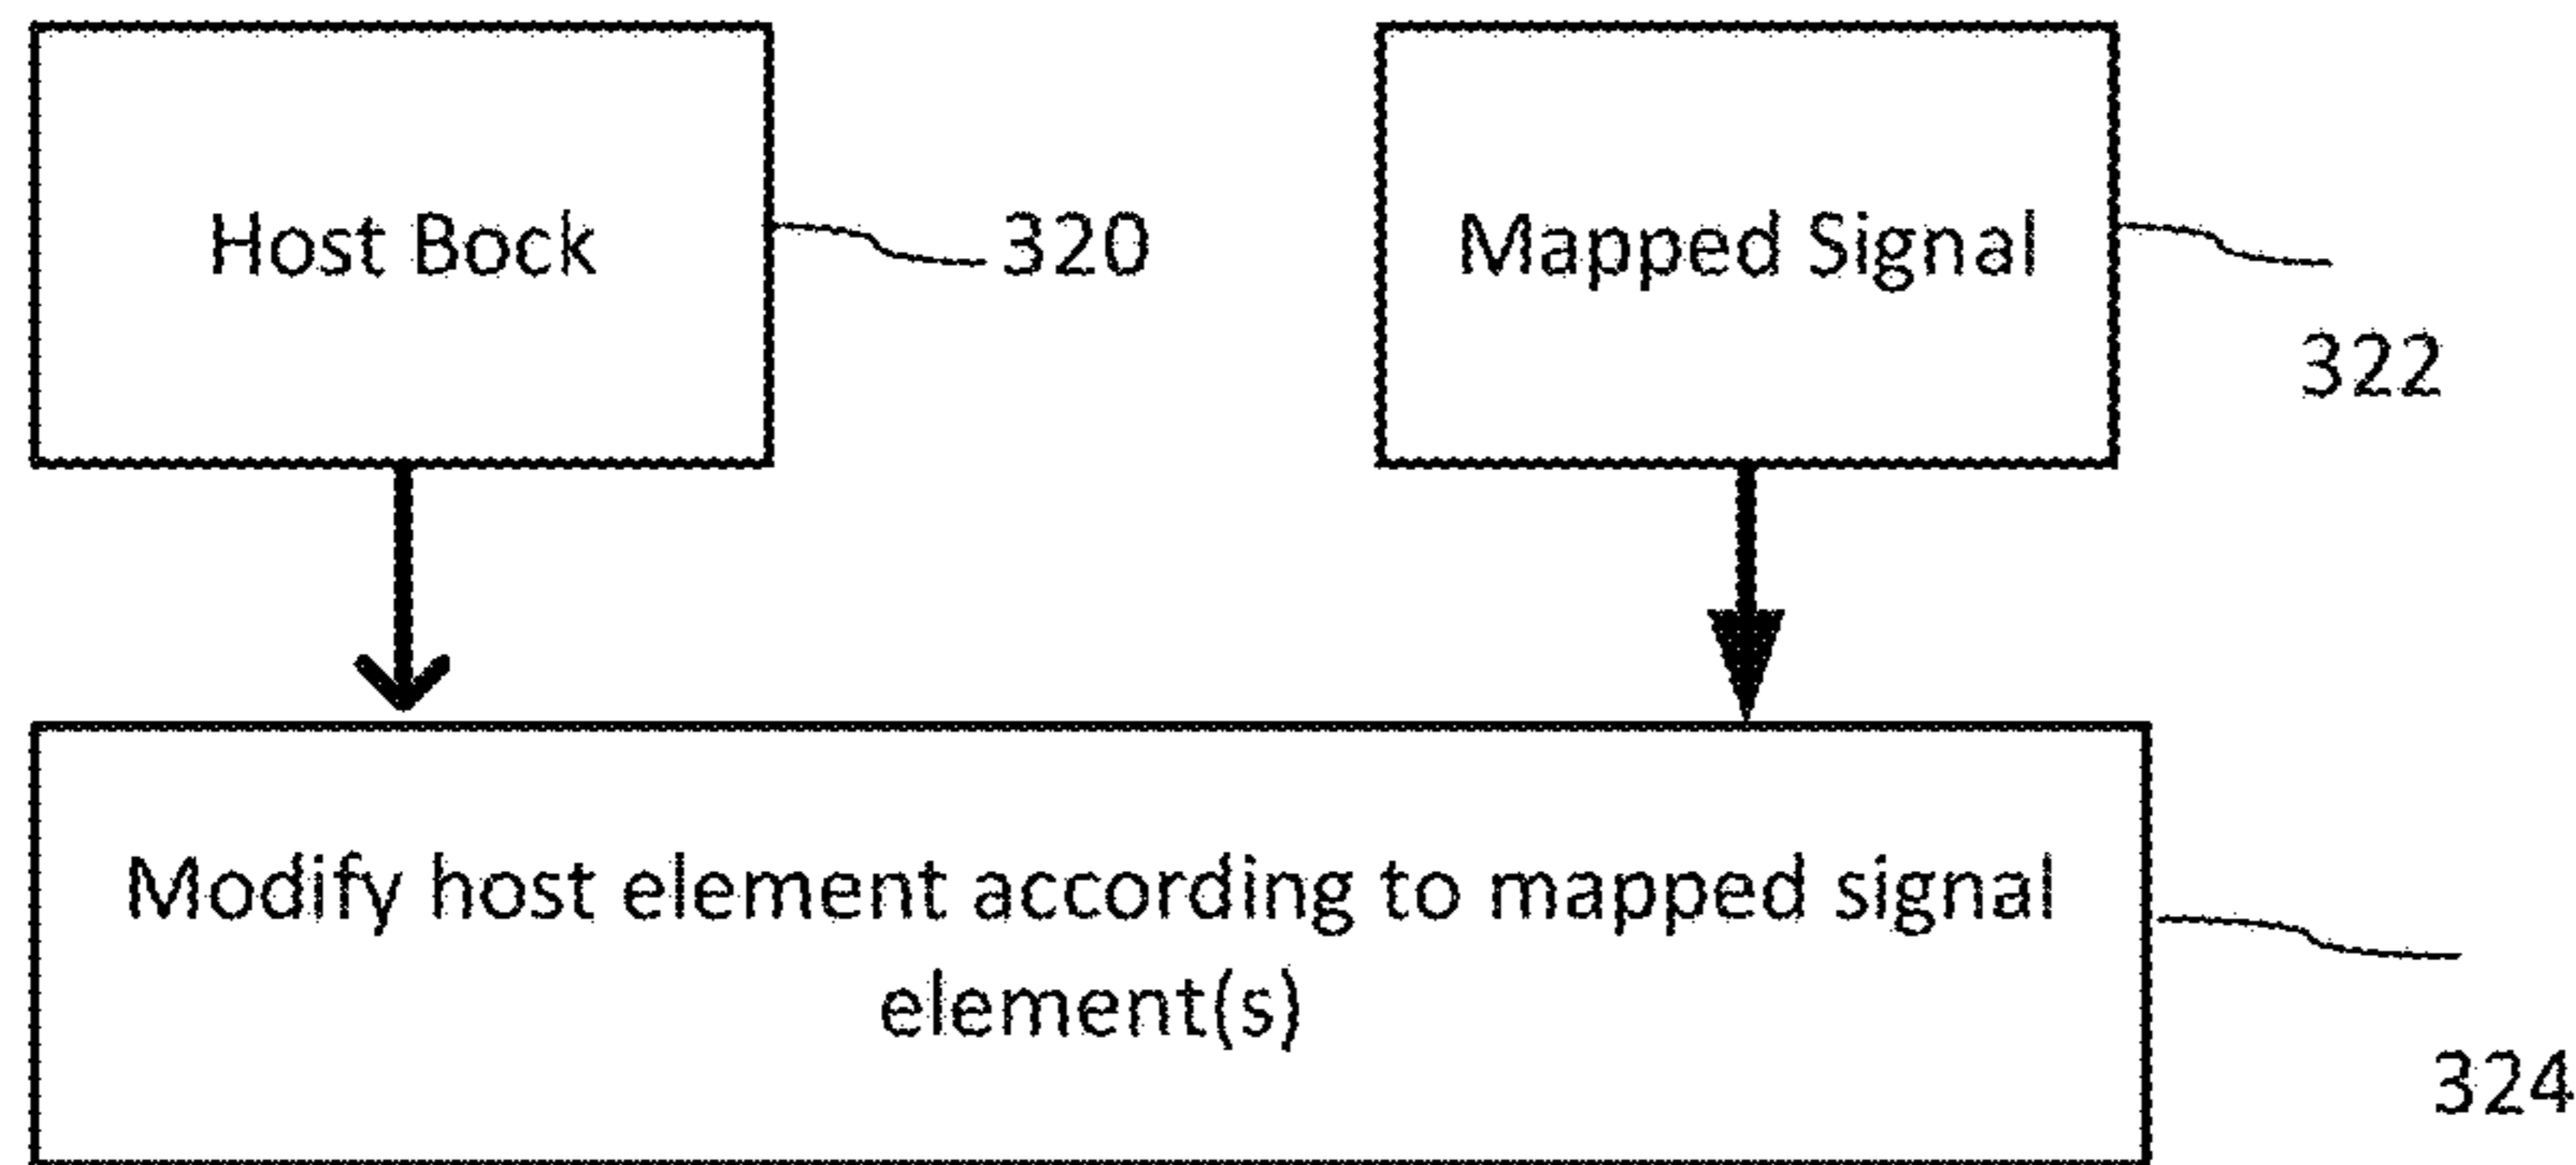 Host Bock
320
Mapped Signal
322
Modify host element according to mapped signal
element(s)
324